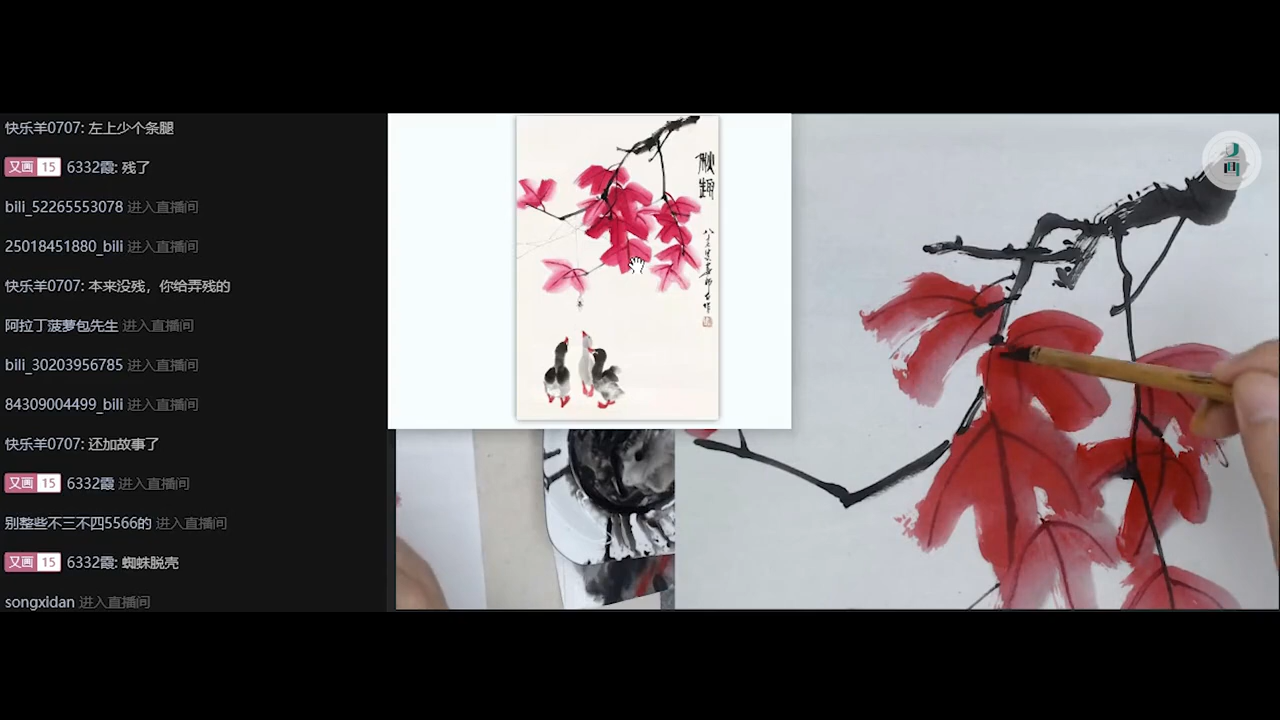 快乐羊0707: 左上少个条腿
又画 15 6332霞: 残了
bili_52265553078 进入直播间
25018451880_bili 进入直播间
快乐羊0707: 本来没残，你给弄残的
阿拉丁菠萝包先生 进入直播间
bili_30203956785 进入直播间
84309004499_bili 进入直播间
快乐羊0707: 还加故事了
又画 15 6332霞 进入直播间
别整些不三不四5566的 进入直播间
又画 15 6332霞: 蜘蛛脱壳
songxidan 进入直播间
秋趣